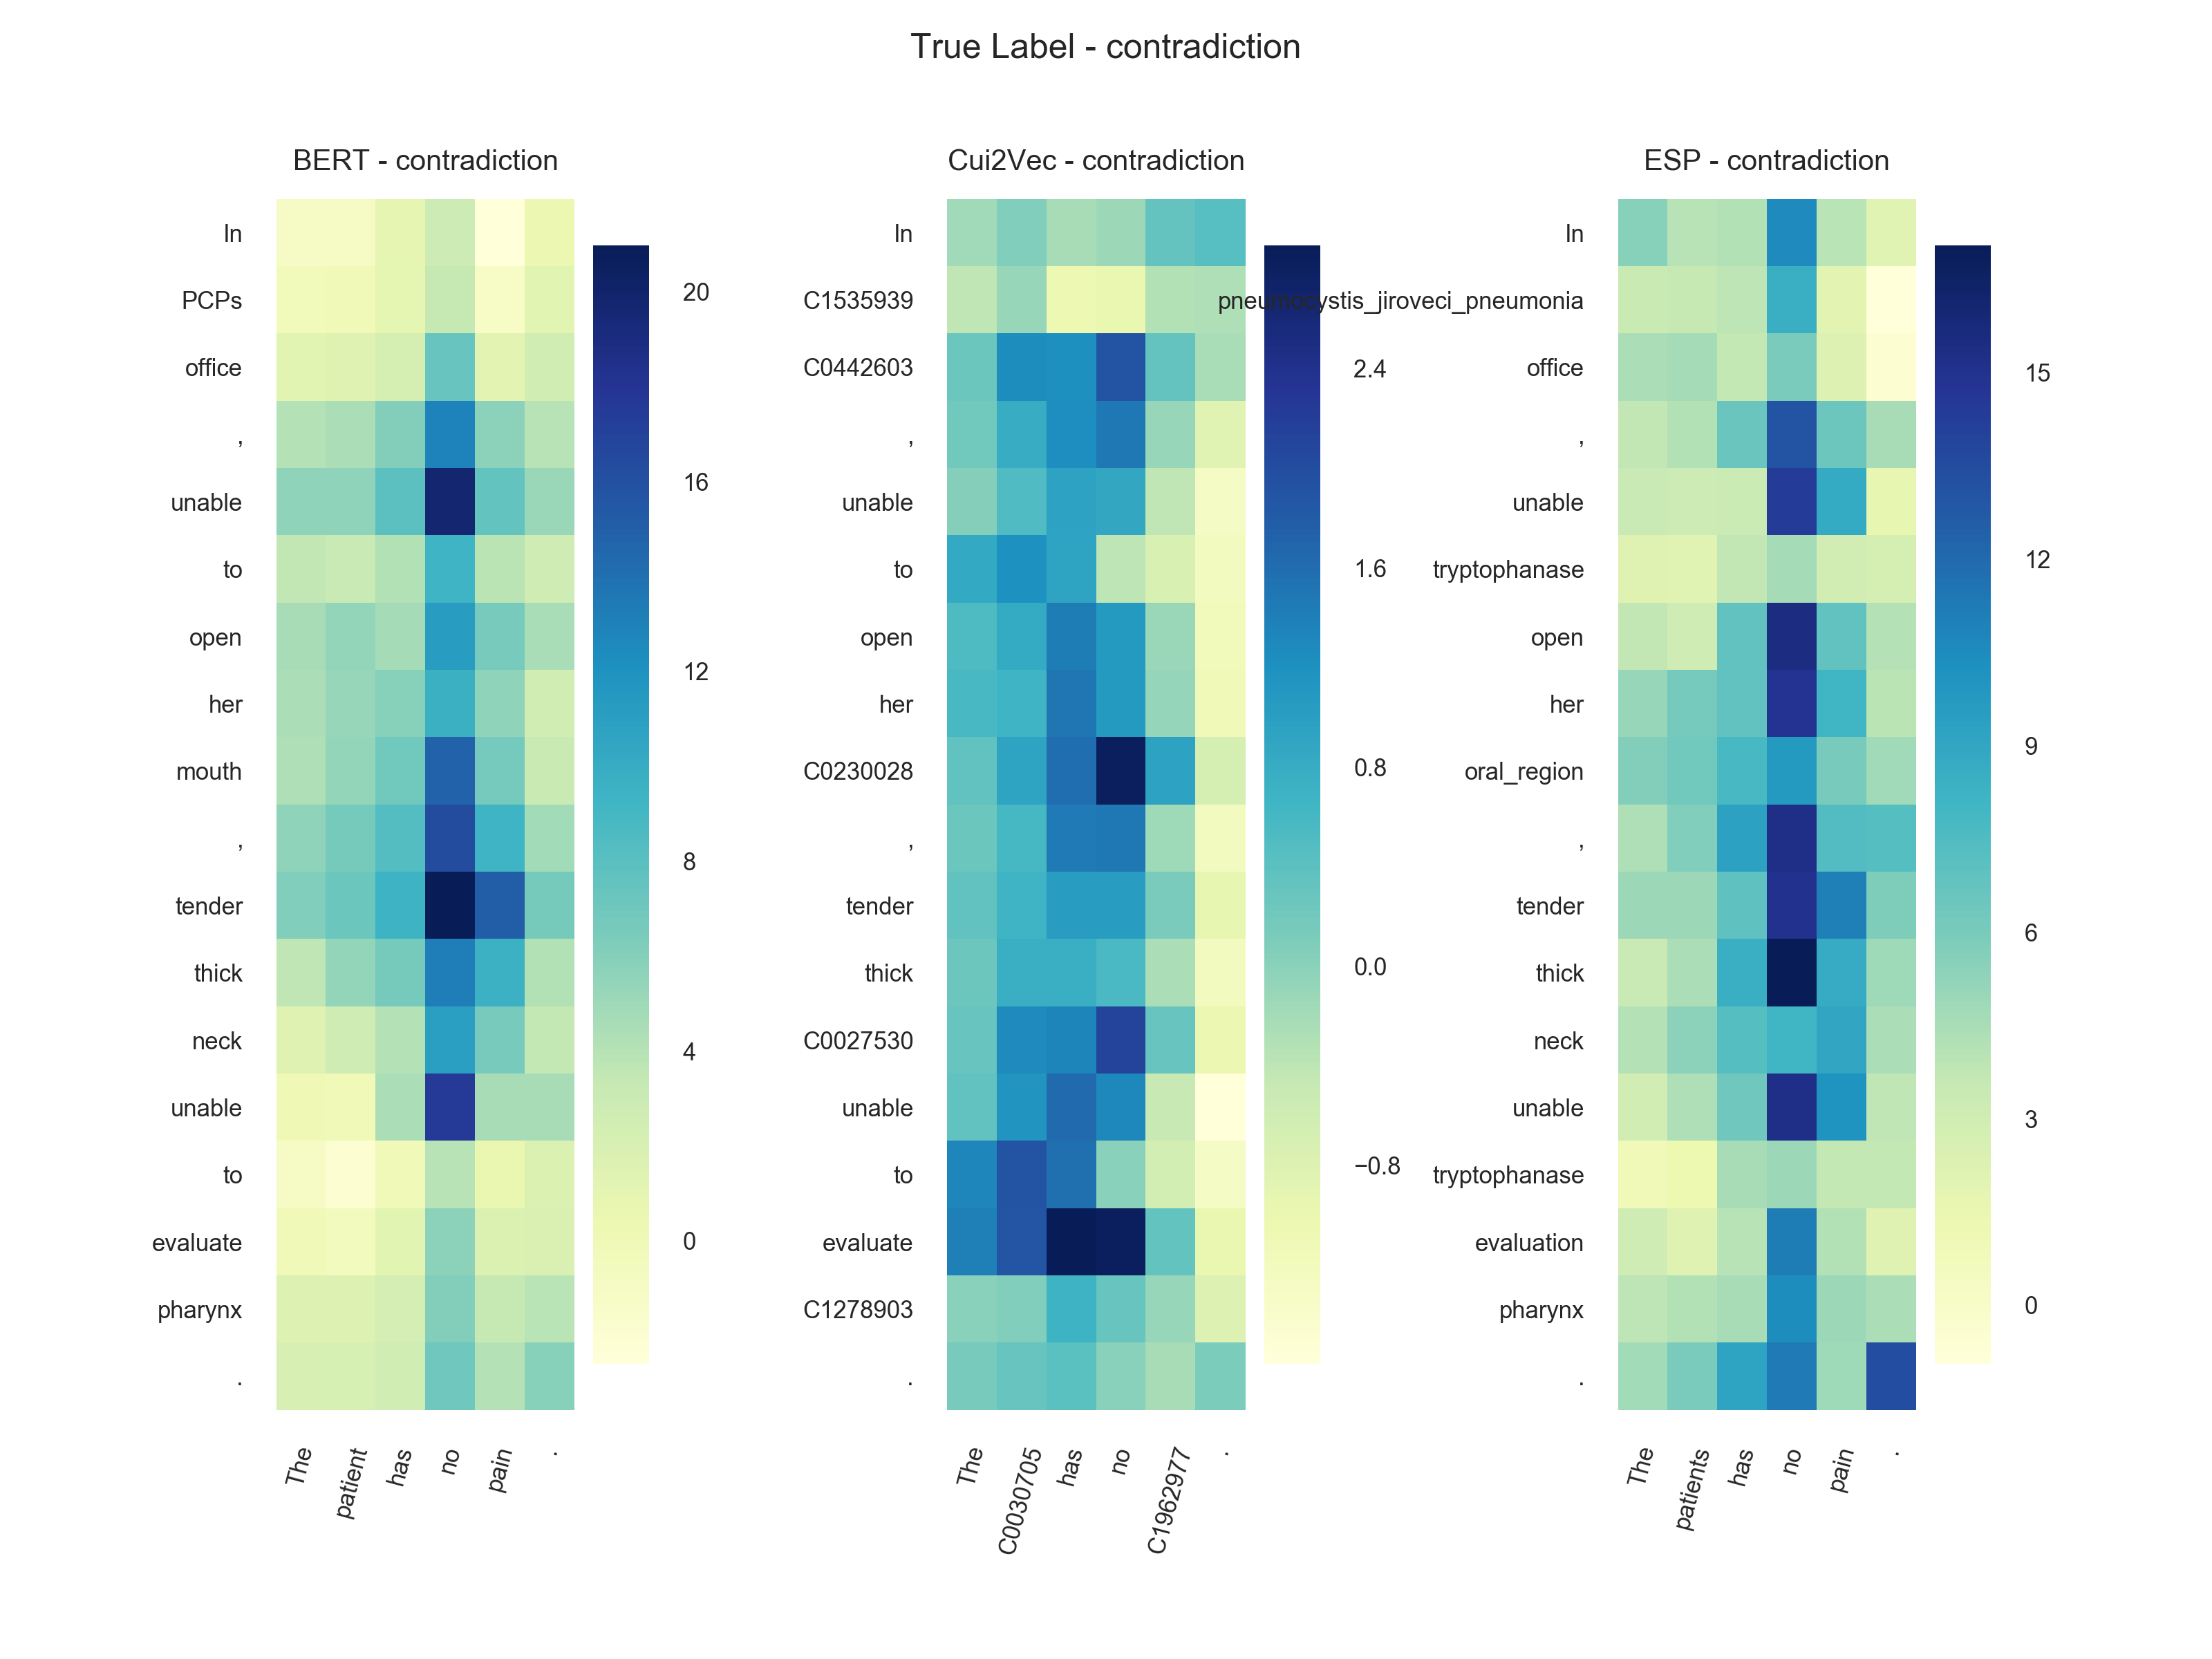 True Label - contradiction
BERT - contradiction
In
PCPs
office
,
unable
to
open
her
mouth
,
tender
thick
neck
unable
to
evaluate
pharynx
.
The
patient
has
no
pain
.
20
16
12
8
4
0
Cui2Vec - contradiction
In
C1535939
C0442603
,
unable
to
open
her
C0230028
,
tender
thick
C0027530
unable
to
evaluate
C1278903
.
The
C0030705
has
no
C1962977
.
2.4
1.6
0.8
0.0
−0.8
ESP - contradiction
In
pneumocystis_jiroveci_pneumonia
office
,
unable
tryptophanase
open
her
oral_region
,
tender
thick
neck
unable
tryptophanase
evaluation
pharynx
.
The
patients
has
no
pain
.
15
12
9
6
3
0